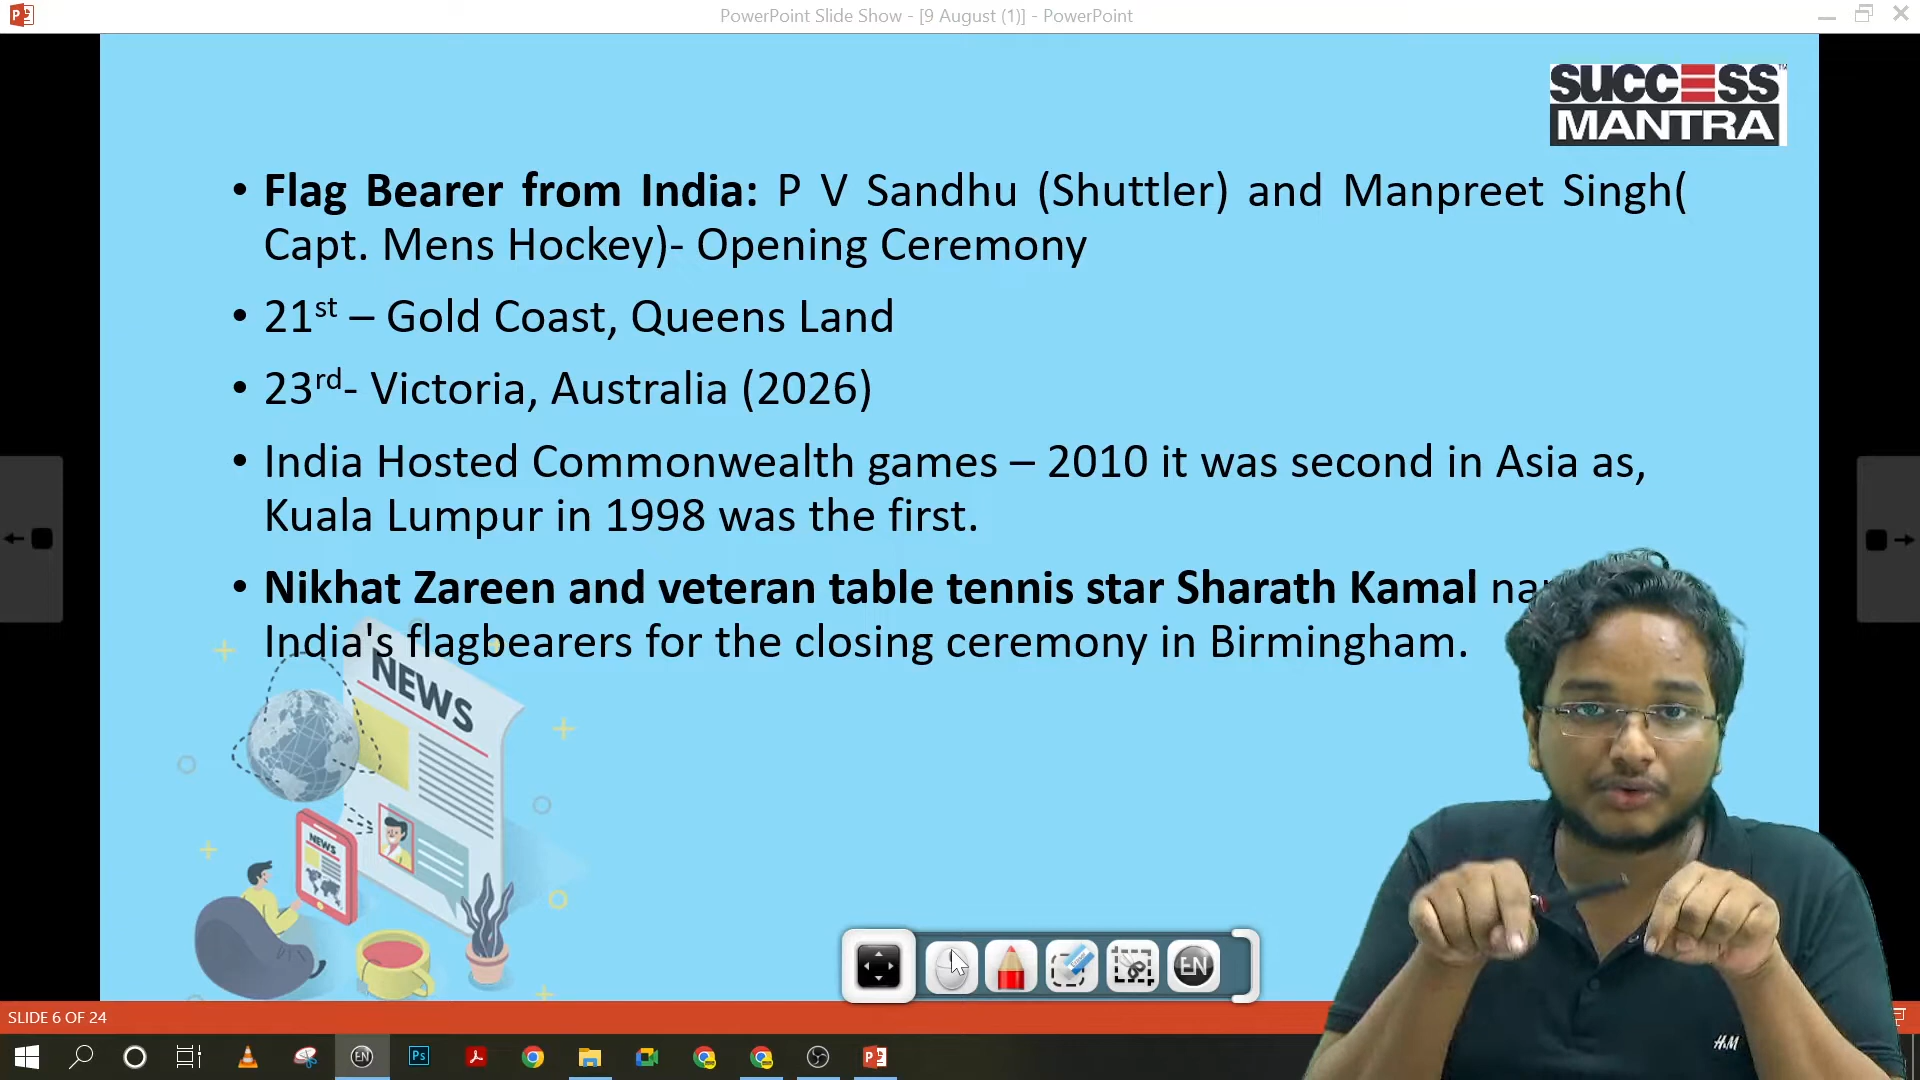 PowerPoint Slide Show - [9 August (1)] - PowerPoint
SUCCESS
MANTRA
• Flag Bearer from India: P V Sandhu (Shuttler) and Manpreet Singh(
Capt. Mens Hockey)- Opening Ceremony
• 21st – Gold Coast, Queens Land
• 23rd- Victoria, Australia (2026)
• India Hosted Commonwealth games – 2010 it was second in Asia as,
Kuala Lumpur in 1998 was the first.
• Nikhat Zareen and veteran table tennis star Sharath Kamal
India's flagbearers for the closing ceremony in Birmingham.
NEWS
NEWS
EN
SLIDE 6 OF 24
EN
Ps
H&M